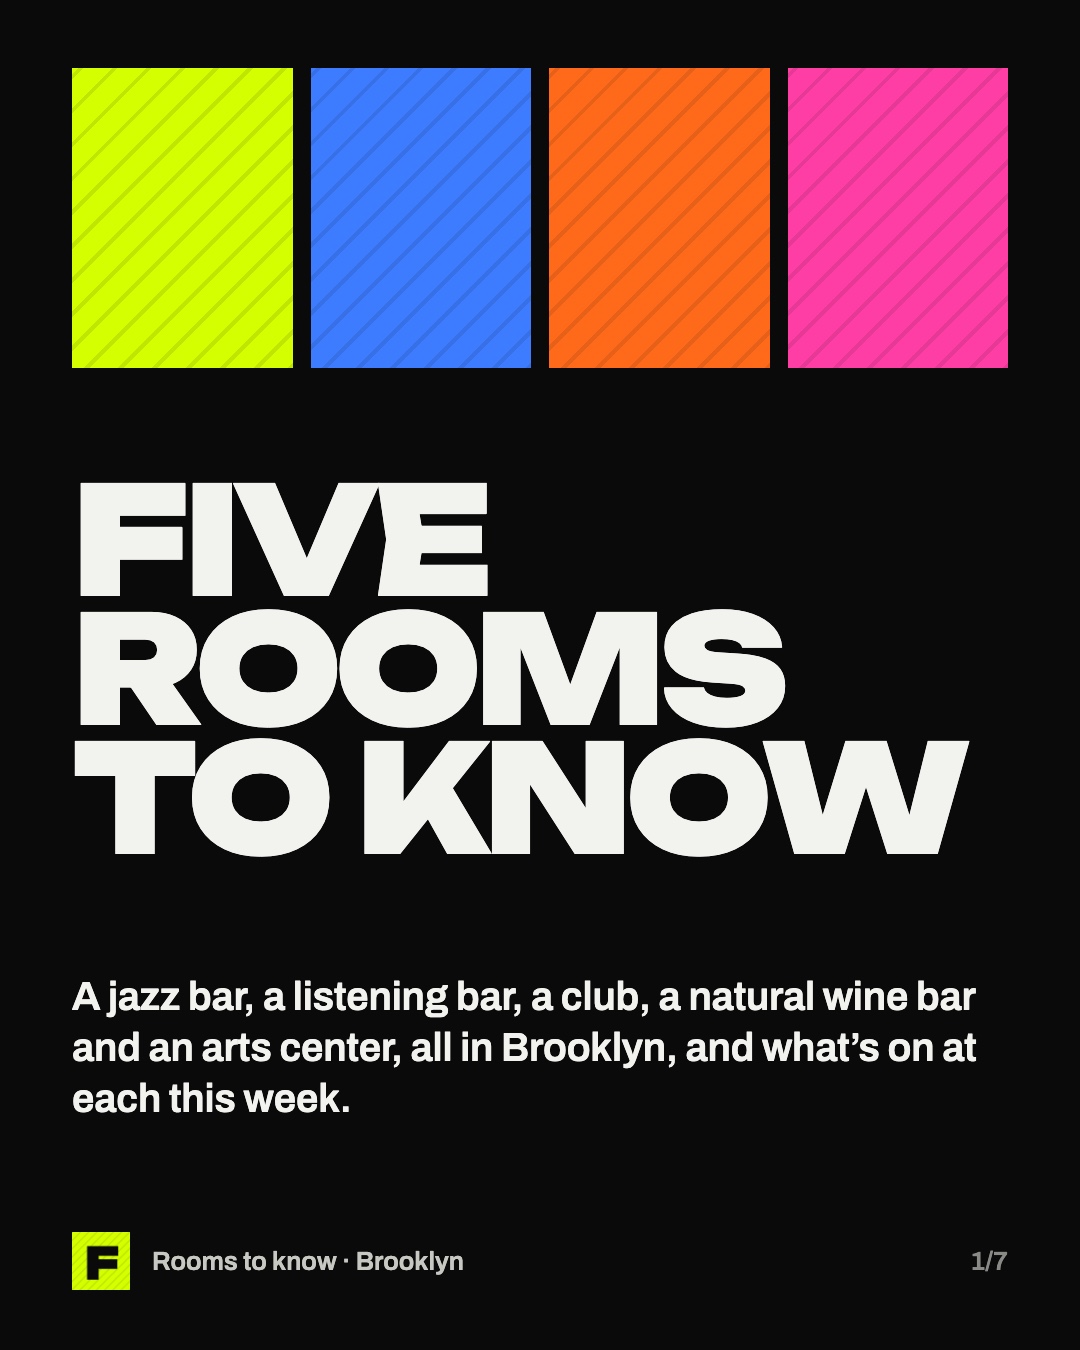 FIVE
ROOMS
TO KNOW
A jazz bar, a listening bar, a club, a natural wine bar
and an arts center, all in Brooklyn, and what’s on at
each this week.
F
Rooms to know · Brooklyn
1/7